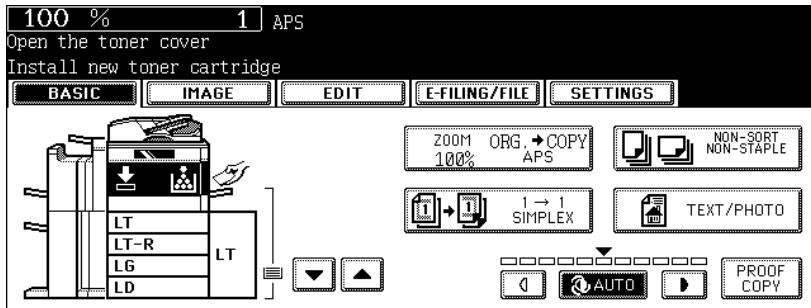 100 % 1 APS
Open the toner cover
Install new toner cartridge
BASIC IMAGE EDIT E-FILING/FILE SETTINGS
ZOOM ORG.→COPY
100% APS
NON-SORT
NON-STAPLE
1 1
1→1
SIMPLEX
TEXT/PHOTO
LT
LT-R
LG
LD
LT
AUTO
PROOF
COPY